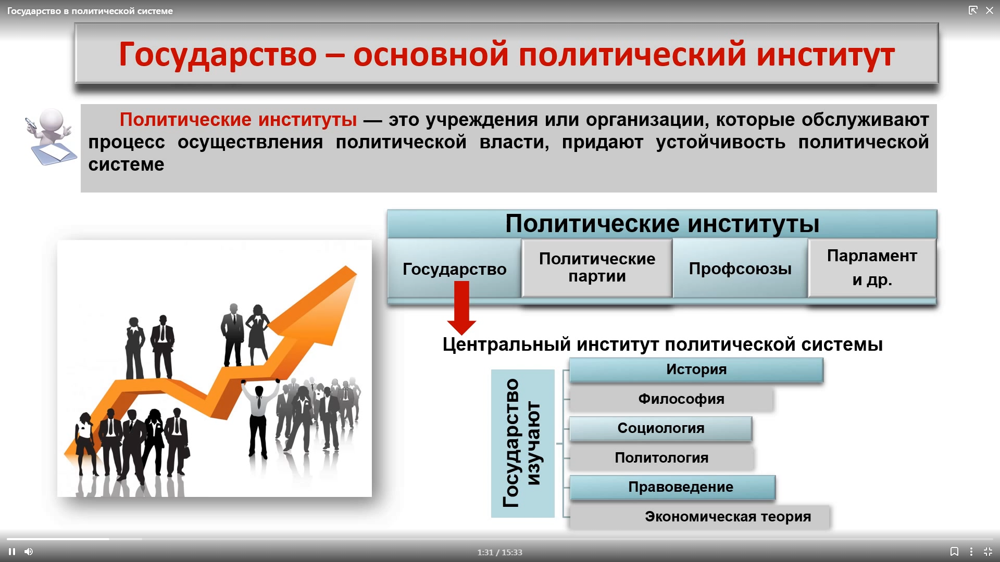 Государство в политической системе
Государство – основной политический институт
Политические институты — это учреждения или организации, которые обслуживают
процесс осуществления политической власти, придают устойчивость политической
системе
Политические институты
Государство
Политические
партии
Профсоюзы
Парламент
и др.
Центральный институт политической системы
Государство
изучают
История
Философия
Социология
Политология
Правоведение
Экономическая теория
1:31 / 15:33